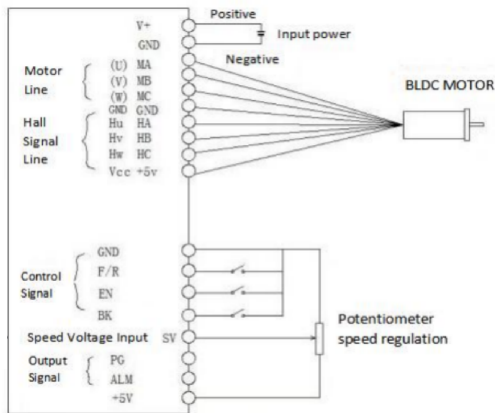 V+ Positive
GND Input power
Negative
Motor Line
(U) MA
(V) MB
(W) MC
BLDC MOTOR
Hall Signal Line
GND GND
Hu HA
Hv HB
Hw HC
Vcc +5v
Control Signal
GND
F/R
EN
BK
Speed Voltage Input SV
Potentiometer speed regulation
Output Signal
PG
ALM
+5V